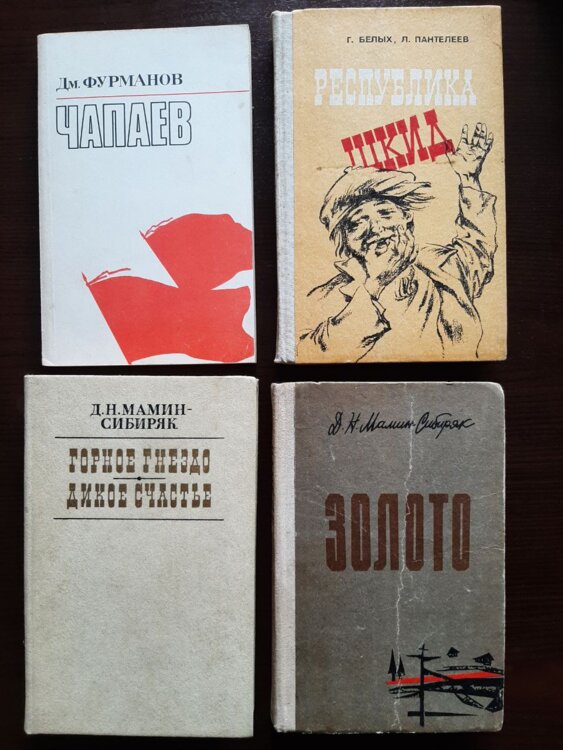 Дм. ФУРМАНОВ
ЧАПАЕВ
Г. БЕЛЫХ, Л. ПАНТЕЛЕЕВ
РЕСПУБЛИКА
ШКИД
Д.Н.МАМИН-
СИБИРЯК
ГОРНОЕ ГНЕЗДО
ДИКОЕ СЧАСТЬЕ
Д. Н. Мамин-Сибиряк
ЗОЛОТО